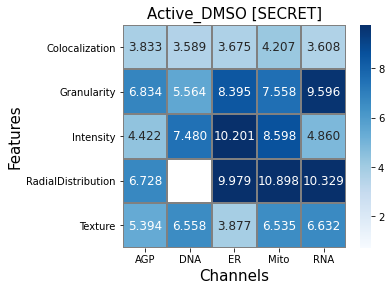 Active_DMSO [SECRET]
Features
Colocalization 3.833 3.589 3.675 4.207 3.608
Granularity 6.834 5.564 8.395 7.558 9.596
Intensity 4.422 7.480 10.201 8.598 4.860
RadialDistribution 6.728 9.979 10.898 10.329
Texture 5.394 6.558 3.877 6.535 6.632
AGP DNA ER Mito RNA
Channels
8
6
4
2